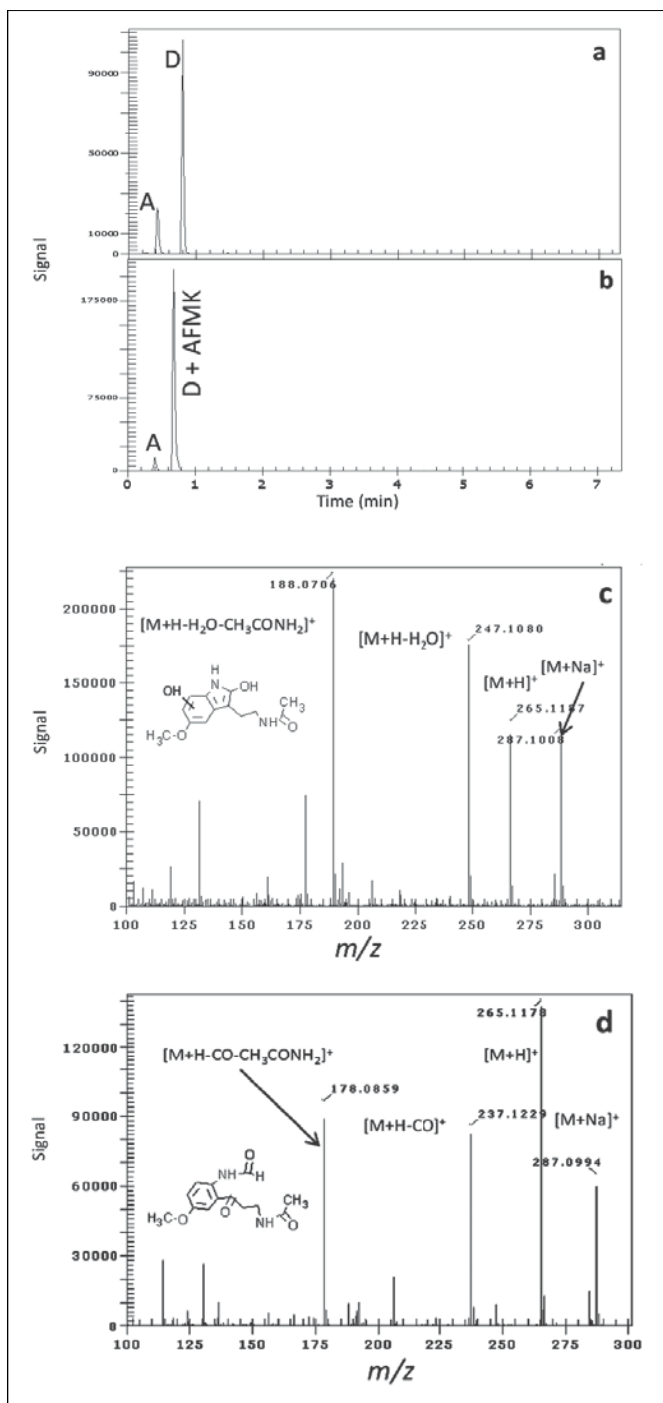 a
D
A
90000
50000
10000
0
Signal
b
D + AFMK
A
175000
75000
0
0 1 2 3 4 5 6 7
Time (min)
c
188.0706
[M+H-H₂O-CH₃CONH₂]⁺
[M+H-H₂O]⁺
247.1080
[M+H]⁺
[M+Na]⁺
265.1187
287.1008
H
N
OH
OH
CH₃
H₃C-O
NH
O
200000
150000
100000
50000
0
Signal
100 125 150 175 200 225 250 275 300
m/z
d
265.1178
[M+H-CO-CH₃CONH₂]⁺
[M+H]⁺
178.0859
[M+H-CO]⁺
237.1229
[M+Na]⁺
287.0994
O
NH
H
CH₃
H₃C-O
O
NH
O
120000
90000
60000
30000
0
Signal
100 125 150 175 200 225 250 275 300
m/z